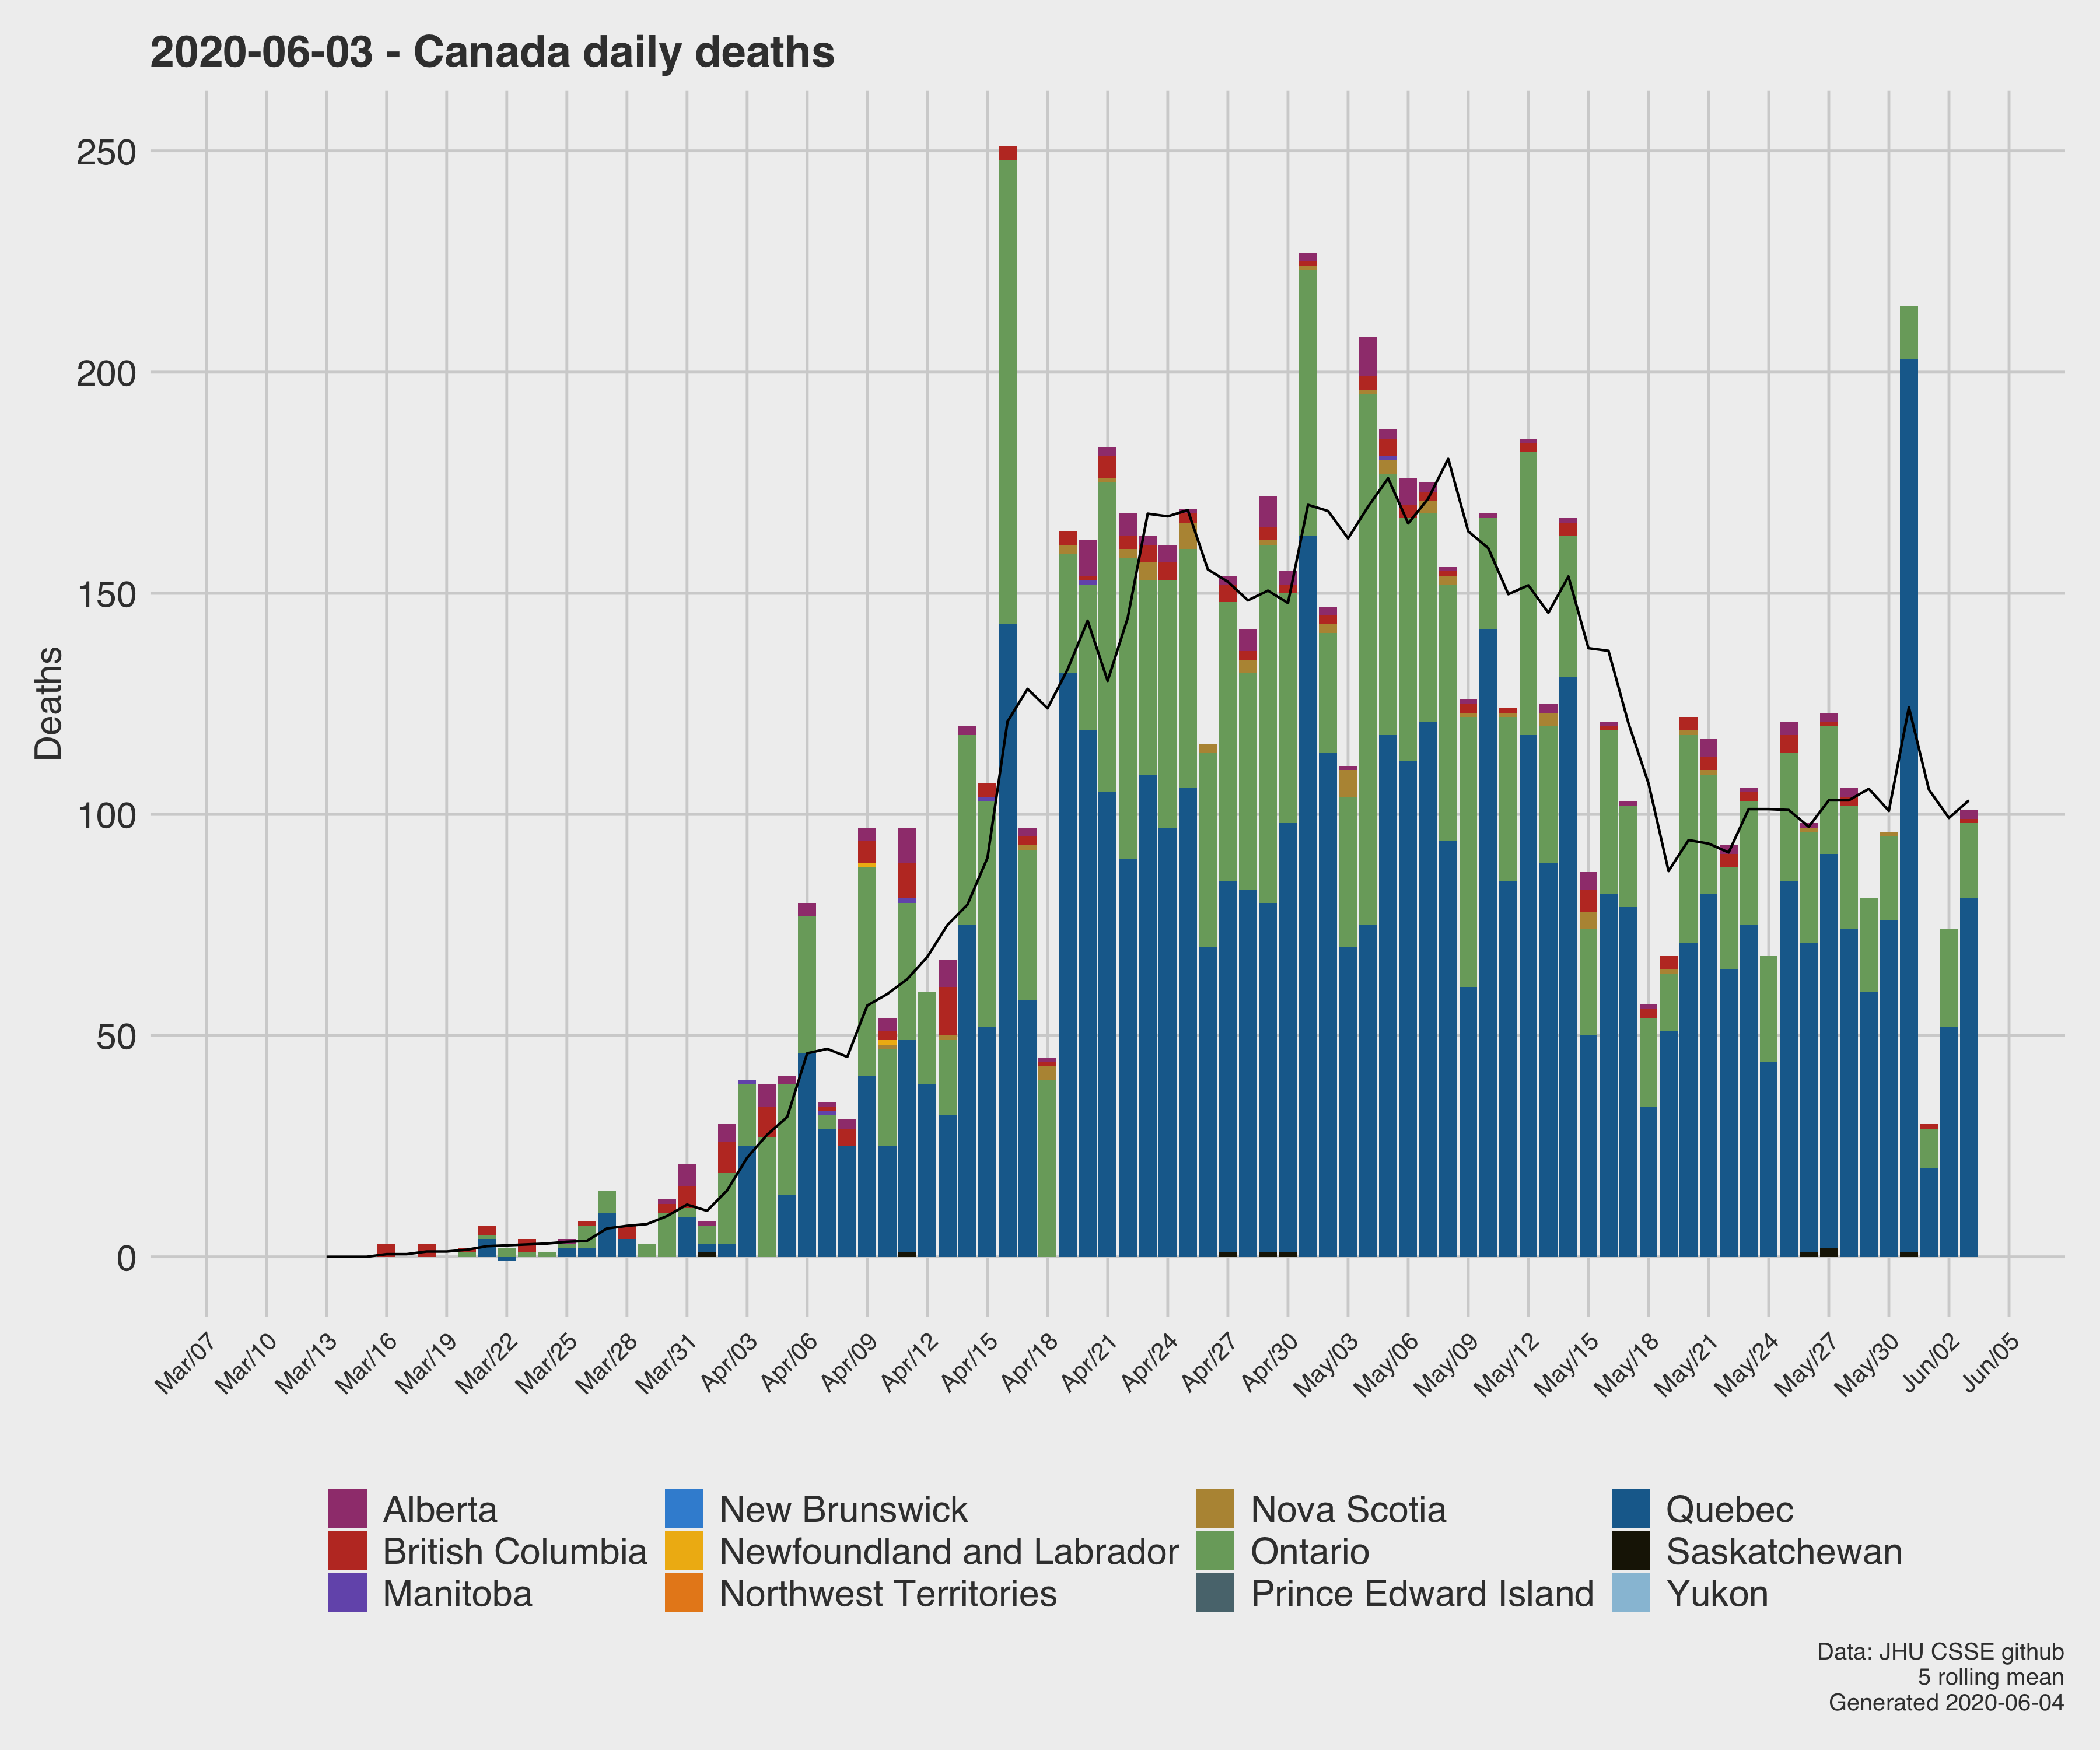 2020-06-03 - Canada daily deaths
Deaths
250
200
150
100
50
0
Mar/07 Mar/10 Mar/13 Mar/16 Mar/19 Mar/22 Mar/25 Mar/28 Mar/31 Apr/03 Apr/06 Apr/09 Apr/12 Apr/15 Apr/18 Apr/21 Apr/24 Apr/27 Apr/30 May/03 May/06 May/09 May/12 May/15 May/18 May/21 May/24 May/27 May/30 Jun/02 Jun/05
Alberta New Brunswick Nova Scotia Quebec
British Columbia Newfoundland and Labrador Ontario Saskatchewan
Manitoba Northwest Territories Prince Edward Island Yukon
Data: JHU CSSE github
5 rolling mean
Generated 2020-06-04